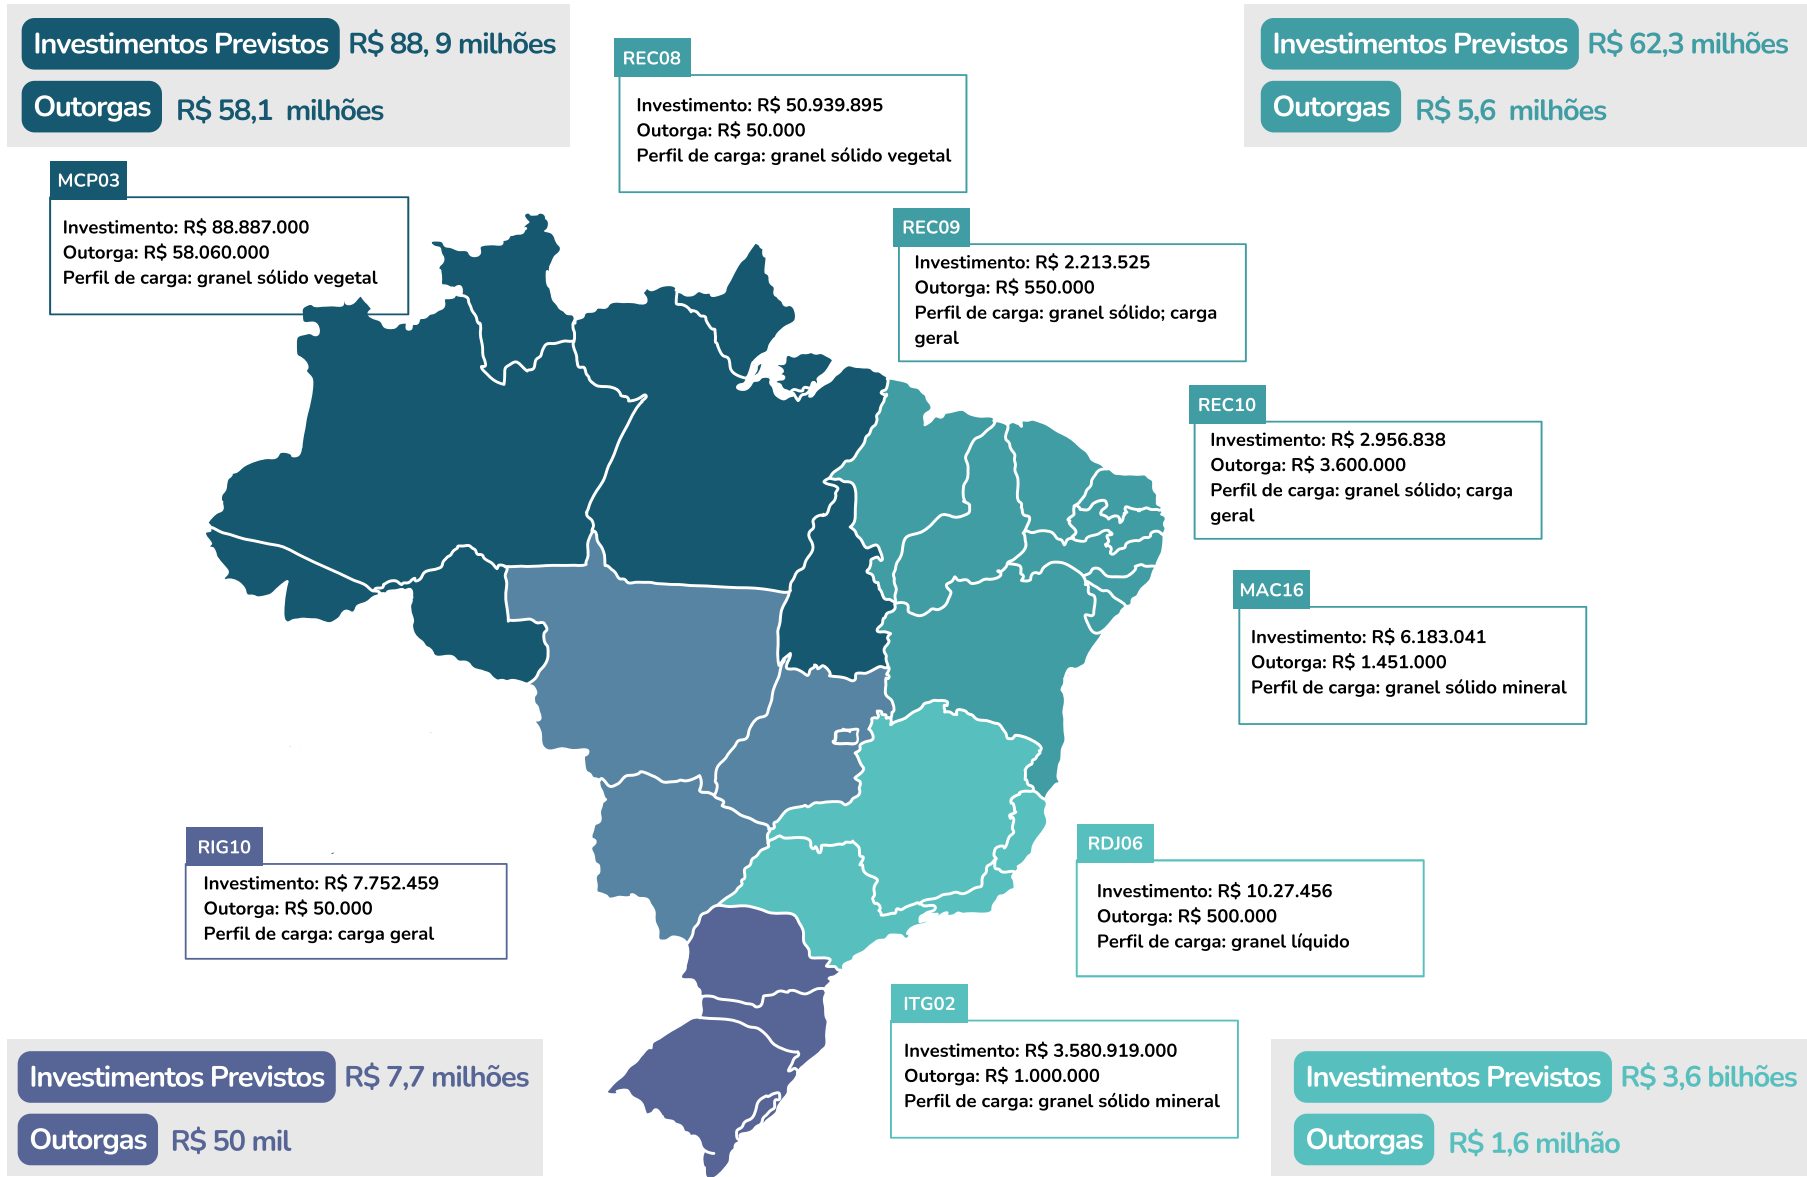 Investimentos Previstos R$ 88, 9 milhões
Outorgas R$ 58,1 milhões
Investimentos Previstos R$ 62,3 milhões
Outorgas R$ 5,6 milhões
REC08
Investimento: R$ 50.939.895
Outorga: R$ 50.000
Perfil de carga: granel sólido vegetal
MCP03
Investimento: R$ 88.887.000
Outorga: R$ 58.060.000
Perfil de carga: granel sólido vegetal
REC09
Investimento: R$ 2.213.525
Outorga: R$ 550.000
Perfil de carga: granel sólido; carga
geral
REC10
Investimento: R$ 2.956.838
Outorga: R$ 3.600.000
Perfil de carga: granel sólido; carga
geral
MAC16
Investimento: R$ 6.183.041
Outorga: R$ 1.451.000
Perfil de carga: granel sólido mineral
RIG10
Investimento: R$ 7.752.459
Outorga: R$ 50.000
Perfil de carga: carga geral
RDJ06
Investimento: R$ 10.27.456
Outorga: R$ 500.000
Perfil de carga: granel líquido
ITG02
Investimento: R$ 3.580.919.000
Outorga: R$ 1.000.000
Perfil de carga: granel sólido mineral
Investimentos Previstos R$ 7,7 milhões
Outorgas R$ 50 mil
Investimentos Previstos R$ 3,6 bilhões
Outorgas R$ 1,6 milhão